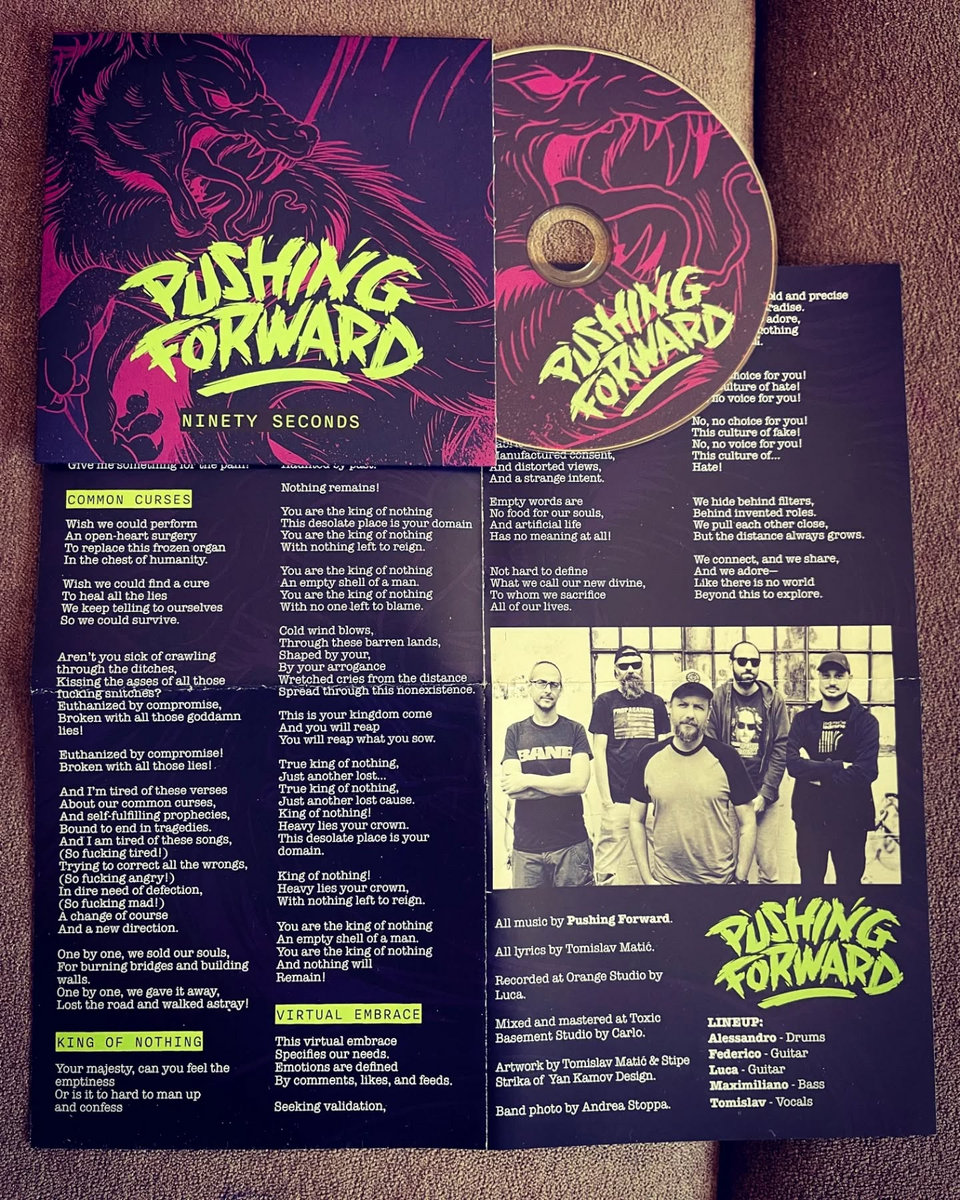 PUSHING
FORWARD
NINETY SECONDS
PUSHING
FORWARD
Give me something for the pain!
COMMON CURSES
Wish we could perform
An open-heart surgery
To replace this frozen organ
In the chest of humanity.
Wish we could find a cure
To heal all the lies
We keep telling to ourselves
So we could survive.
Aren't you sick of crawling
through the ditches,
Kissing the asses of all those
fucking snitches?
Euthanized by compromise,
Broken with all those goddamn
lies!
Euthanized by compromise!
Broken with all those lies!
And I'm tired of these verses
About our common curses,
And self-fulfilling prophecies,
Bound to end in tragedies.
And I am tired of these songs,
(So fucking tired!)
Trying to correct all the wrongs,
(So fucking angry!)
In dire need of defection,
(So fucking mad!)
A change of course
And a new direction.
One by one, we sold our souls,
For burning bridges and building
walls.
One by one, we gave it away,
Lost the road and walked astray!
KING OF NOTHING
Your majesty, can you feel the
emptiness
Or is it to hard to man up
and confess
Haunted by past.
Nothing remains!
You are the king of nothing
This desolate place is your domain
You are the king of nothing
With nothing left to reign.
You are the king of nothing
An empty shell of a man.
You are the king of nothing
With no one left to blame.
Cold wind blows,
Through these barren lands,
Shaped by your,
By your arrogance
Wretched cries from the distance
Spread through this nonexistence.
This is your kingdom come
And you will reap
You will reap what you sow.
True king of nothing,
Just another lost...
True king of nothing,
Just another lost cause.
King of nothing!
Heavy lies your crown.
This desolate place is your
domain.
King of nothing!
Heavy lies your crown,
With nothing left to reign.
You are the king of nothing
An empty shell of a man.
You are the king of nothing
And nothing will
Remain!
VIRTUAL EMBRACE
This virtual embrace
Specifies our needs.
Emotions are defined
By comments, likes, and feeds.
Seeking validation,
Manufactured consent,
And distorted views,
And a strange intent.
Empty words are
No food for our souls,
And artificial life
Has no meaning at all!
Not hard to define
What we call our new divine,
To whom we sacrifice
All of our lives.
and precise
adore,
choice for you!
culture of hate!
no voice for you!
No, no choice for you!
This culture of fake!
No, no voice for you!
This culture of...
Hate!
We hide behind filters,
Behind invented roles.
We pull each other close,
But the distance always grows.
We connect, and we share,
And we adore—
Like there is no world
Beyond this to explore.
BANE
PROPAGANDHI
All music by Pushing Forward.
All lyrics by Tomislav Matić.
Recorded at Orange Studio by
Luca.
Mixed and mastered at Toxic
Basement Studio by Carlo.
Artwork by Tomislav Matić & Stipe
Strika of Yan Kamov Design.
Band photo by Andrea Stoppa.
PUSHING
FORWARD
LINEUP:
Alessandro - Drums
Federico - Guitar
Luca - Guitar
Maximiliano - Bass
Tomislav - Vocals